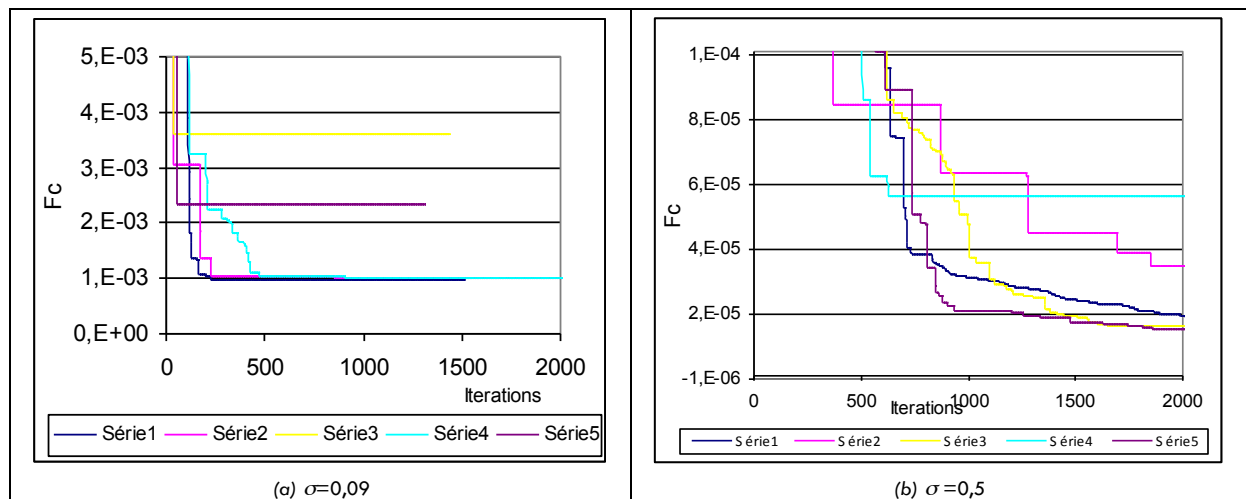 5,E-03
4,E-03
3,E-03
2,E-03
1,E-03
0,E+00
Fc
0 500 1000 1500 2000
Iterations
Série1 Série2 Série3 Série4 Série5
(a) σ=0,09
1,E-04
8,E-05
6,E-05
4,E-05
2,E-05
-1,E-06
Fc
0 500 1000 1500 2000
Iterations
Série1 Série2 Série3 Série4 Série5
(b) σ=0,5